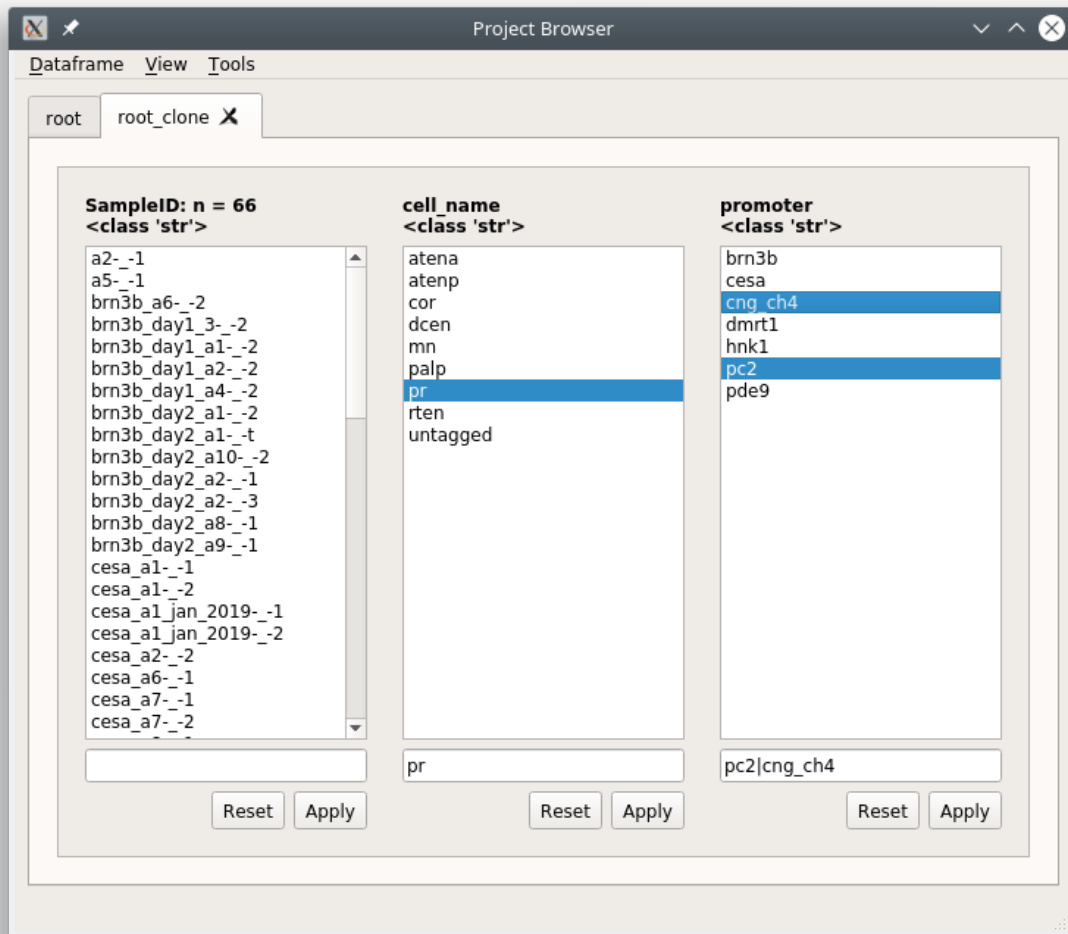 Project Browser
Dataframe View Tools
root
root_clone
SampleID: n = 66
<class 'str'>
a2-_-1
a5-_-1
brn3b_a6-_-2
brn3b_day1_3-_-2
brn3b_day1_a1-_-2
brn3b_day1_a2-_-2
brn3b_day1_a4-_-2
brn3b_day2_a1-_-2
brn3b_day2_a1-_-t
brn3b_day2_a10-_-2
brn3b_day2_a2-_-1
brn3b_day2_a2-_-3
brn3b_day2_a8-_-1
brn3b_day2_a9-_-1
cesa_a1-_-1
cesa_a1-_-2
cesa_a1_jan_2019-_-1
cesa_a1_jan_2019-_-2
cesa_a2-_-2
cesa_a6-_-1
cesa_a7-_-1
cesa_a7-_-2
Reset Apply
cell_name
<class 'str'>
atena
atenp
cor
dcen
mn
palp
pr
rten
untagged
pr
Reset Apply
promoter
<class 'str'>
brn3b
cesa
cng_ch4
dmrt1
hnk1
pc2
pde9
pc2|cng_ch4
Reset Apply